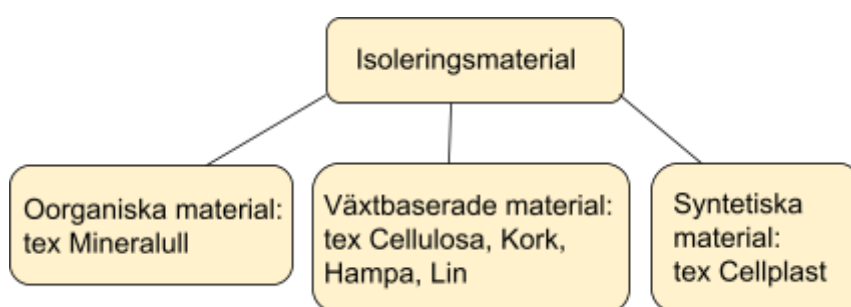 Isoleringsmaterial
Oorganiska material:
tex Mineralull
Växtbaserade material:
tex Cellulosa, Kork,
Hampa, Lin
Syntetiska
material:
tex Cellplast